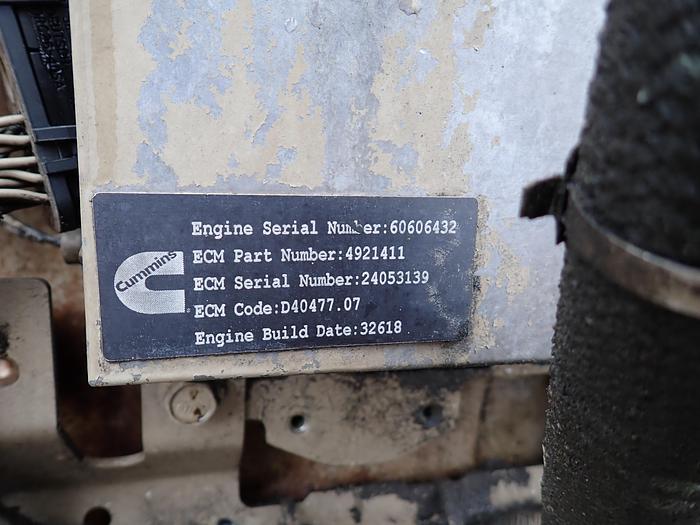 Engine Serial Number:60606432
ECM Part Number:4921411
Cummins
ECM Serial Number:24053139
ECM Code:D40477.07
Engine Build Date:32618